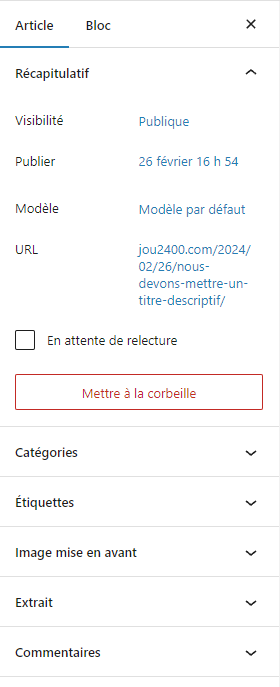 Article Bloc
Récapitulatif
Visibilité Publique
Publier 26 février 16 h 54
Modèle Modèle par défaut
URL jou2400.com/2024/
02/26/nous-
devons-mettre-un-
titre-descriptif/
En attente de relecture
Mettre à la corbeille
Catégories
Étiquettes
Image mise en avant
Extrait
Commentaires